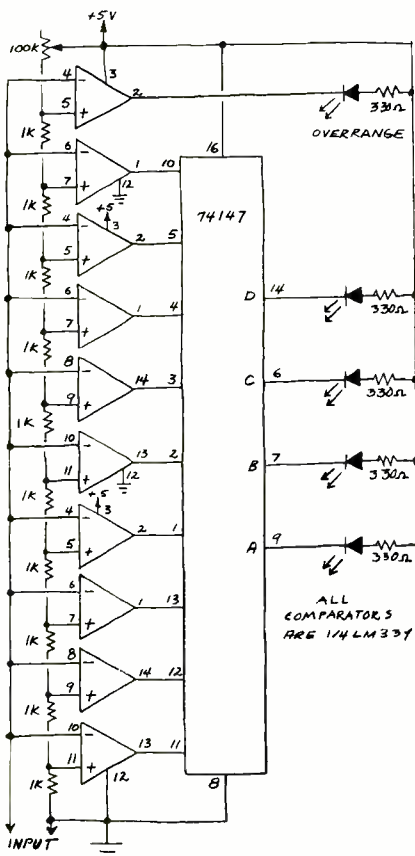 +5V
100K
4 3
2
5
330Ω
1K
OVERRANGE
6
16
1 10
7
12
1K
74147
4 +5
3
2 5
5
1K
D 14
6
330Ω
1 4
7
1K
8
C 6
14 3
330Ω
9
1K
10
13 2
B 7
11
12
330Ω
1K
4 +5
3
2 1
A 9
5
330Ω
1K
6
ALL
COMPARATORS
ARE 1/4 LM339
1 13
7
1K
8
14 12
9
1K
10
13 11
11
12
1K
8
INPUT